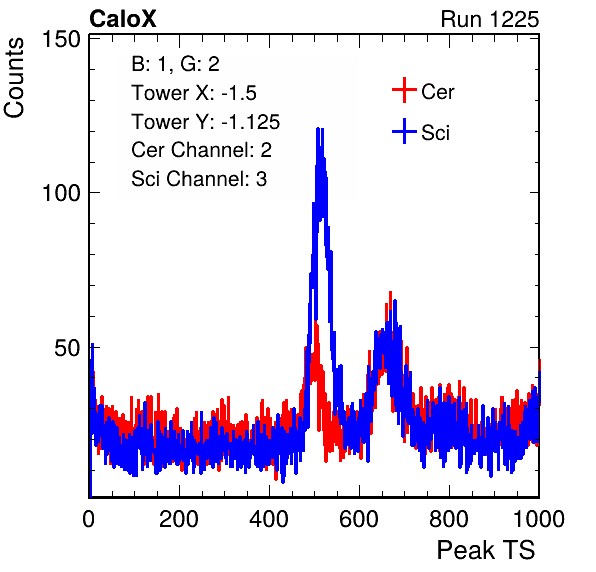 CaloX Run 1225
Counts
150
100
50
B: 1, G: 2
Tower X: -1.5
Tower Y: -1.125
Cer Channel: 2
Sci Channel: 3
Cer
Sci
0 200 400 600 800 1000
Peak TS